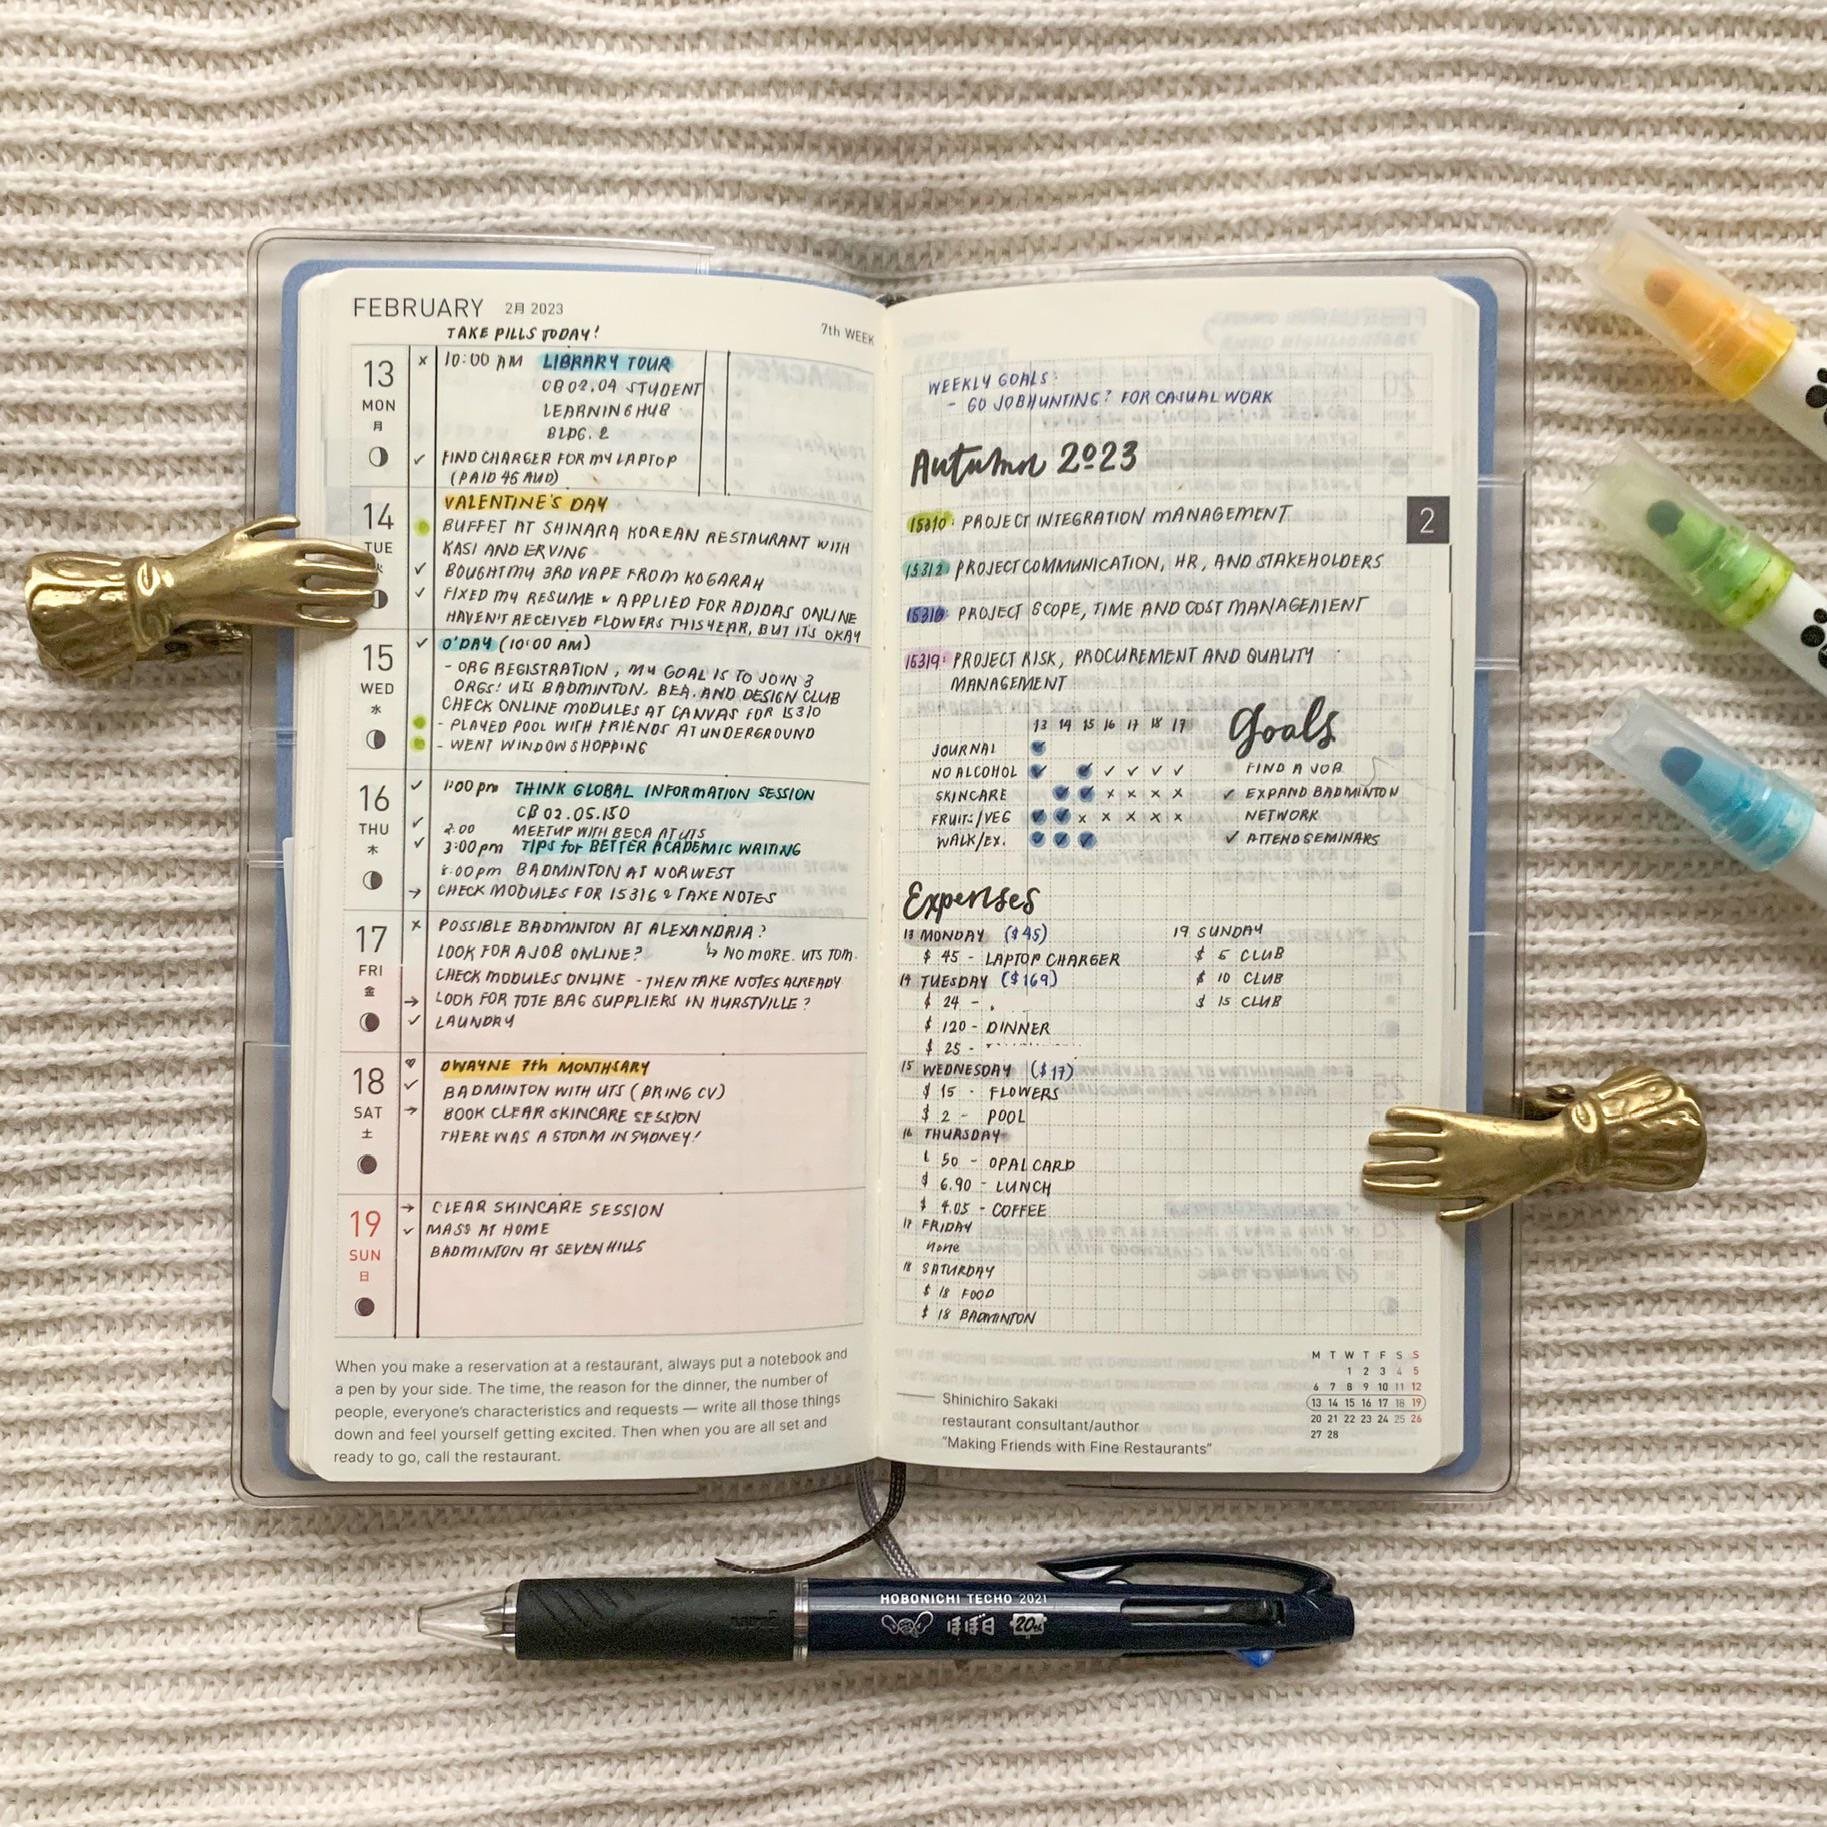 FEBRUARY 2月 2023
7th WEEK
TAKE PILLS TODAY!
13
MON
月
x 10:00 AM LIBRARY TOUR
CB02.04 STUDENT
LEARNING HUB
BLDG. 2
✓ FIND CHARGER FOR MY LAPTOP
(PAID 45 AUD)
14
TUE
VALENTINE'S DAY
BUFFET AT SHINARA KOREAN RESTAURANT WITH
KASI AND ERVING
✓ BOUGHT MY 3RD VAPE FROM KOGARAH
✓ FIXED MY RESUME & APPLIED FOR ADIDAS ONLINE
HAVEN'T RECEIVED FLOWERS THIS YEAR, BUT IT'S OKAY
15
WED
水
✓ O'DAY (10:00 AM)
- ORG REGISTRATION, MY GOAL IS TO JOIN 3
ORGS: UTS BADMINTON, BEA, AND DESIGN CLUB
CHECK ONLINE MODULES AT CANVAS FOR 15310
- PLAYED POOL WITH FRIENDS AT UNDERGROUND
- WENT WINDOW SHOPPING
16
THU
木
✓ 1:00 pm THINK GLOBAL INFORMATION SESSION
CB 02.05.150
✓ 2:00 MEETUP WITH BECA AT UTS
✓ 3:00 pm TIPS for BETTER ACADEMIC WRITING
8:00 pm BADMINTON AT NORWEST
→ CHECK MODULES FOR 15316 & TAKE NOTES
17
FRI
金
x POSSIBLE BADMINTON AT ALEXANDRIA?
LOOK FOR A JOB ONLINE? ↳ NO MORE. UTS TOM.
CHECK MODULES ONLINE - THEN TAKE NOTES ALREADY
→ LOOK FOR TOTE BAG SUPPLIERS IN HURSTVILLE?
✓ LAUNDRY
18
SAT
土
♡ DWAYNE 7th MONTHSARY
✓ BADMINTON WITH UTS (BRING CV)
→ BOOK CLEAR SKINCARE SESSION
THERE WAS A STORM IN SYDNEY!
19
SUN
日
→ CLEAR SKINCARE SESSION
✓ MASS AT HOME
BADMINTON AT SEVEN HILLS
When you make a reservation at a restaurant, always put a notebook and
a pen by your side. The time, the reason for the dinner, the number of
people, everyone's characteristics and requests — write all those things
down and feel yourself getting excited. Then when you are all set and
ready to go, call the restaurant.
WEEKLY GOALS:
- GO JOBHUNTING? FOR CASUAL WORK
Autumn 2023
15310: PROJECT INTEGRATION MANAGEMENT
15312 PROJECT COMMUNICATION, HR, AND STAKEHOLDERS
15316: PROJECT SCOPE, TIME AND COST MANAGEMENT
15319: PROJECT RISK, PROCUREMENT AND QUALITY
MANAGEMENT
2
13 14 15 16 17 18 19
JOURNAL
NO ALCOHOL ✓ ✓ ✓ ✓
SKINCARE x x x x
FRUIT/VEG x x x x x
WALK/EX.
Goals
FIND A JOB
✓ EXPAND BADMINTON
NETWORK
✓ ATTEND SEMINARS
Expenses
13 MONDAY ($45)
$ 45 - LAPTOP CHARGER
14 TUESDAY ($169)
$ 24 -
$ 120 - DINNER
$ 25 -
15 WEDNESDAY ($17)
$ 15 - FLOWERS
$ 2 - POOL
16 THURSDAY
50 - OPAL CARD
$ 6.90 - LUNCH
$ 4.05 - COFFEE
17 FRIDAY
none
18 SATURDAY
$ 18 FOOD
$ 18 BADMINTON
19 SUNDAY
$ 5 CLUB
$ 10 CLUB
$ 15 CLUB
Shinichiro Sakaki
restaurant consultant/author
"Making Friends with Fine Restaurants"
M T W T F S S
1 2 3 4 5
6 7 8 9 10 11 12
13 14 15 16 17 18 19
20 21 22 23 24 25 26
27 28
HOBONICHI TECHO 2021
ほぼ日
uni